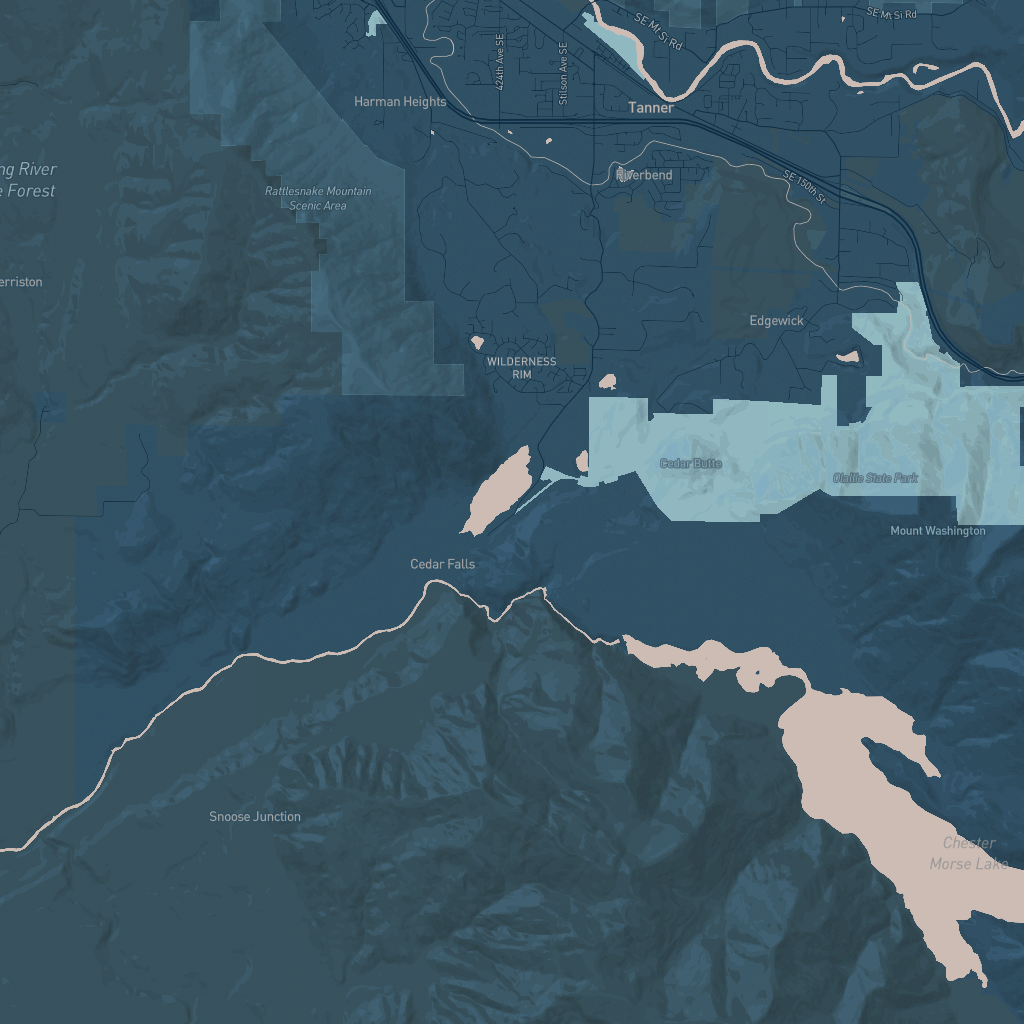 SE Mt Si Rd
SE Mt Si Rd
424th Ave SE
Stilson Ave SE
Harman Heights
Tanner
ng River
e Forest
Riverbend
SE 150th St
Rattlesnake Mountain
Scenic Area
erriston
Edgewick
WILDERNESS
RIM
Cedar Butte
Olallie State Park
Mount Washington
Cedar Falls
Snoose Junction
Chester
Morse Lake